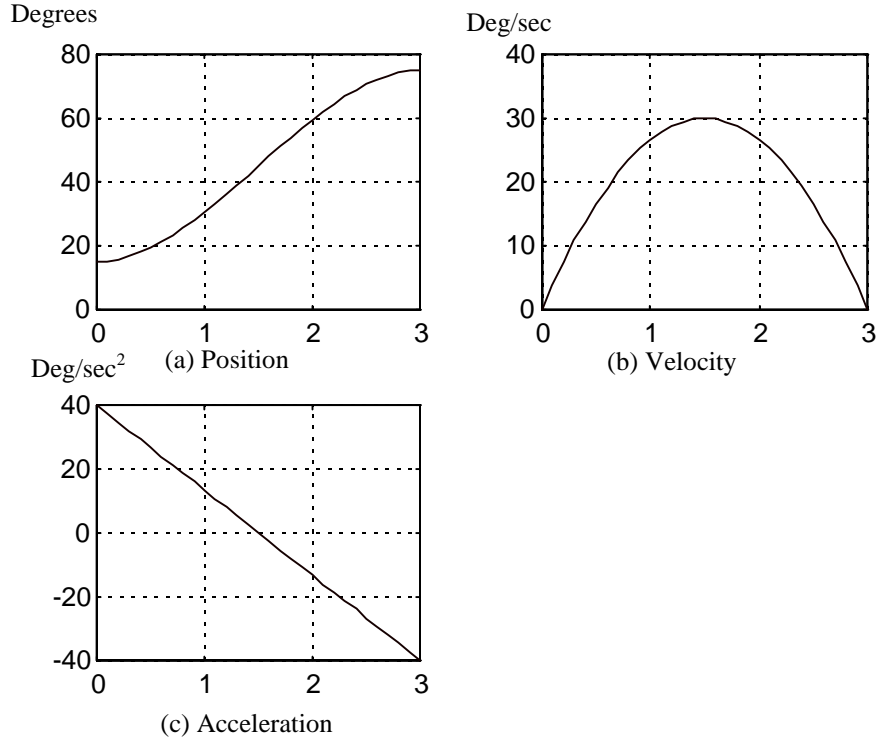 Degrees
80
60
40
20
0
0 1 2 3
(a) Position
Deg/sec
40
30
20
10
0
0 1 2 3
(b) Velocity
Deg/sec²
40
20
0
-20
-40
0 1 2 3
(c) Acceleration